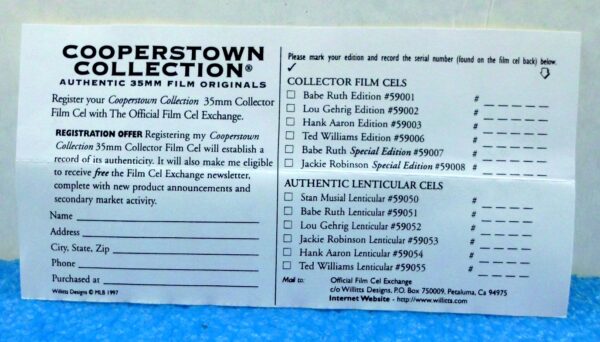 COOPERSTOWN
COLLECTION®
AUTHENTIC 35MM FILM ORIGINALS
Register your Cooperstown Collection 35mm Collector
Film Cel with The Official Film Cel Exchange.
REGISTRATION OFFER Registering my Cooperstown
Collection 35mm Collector Film Cel will establish a
record of its authenticity. It will also make me eligible
to receive free the Film Cel Exchange newsletter,
complete with new product announcements and
secondary market activity.
Name
Address
City, State, Zip
Phone
Purchased at
Willitts Designs © MLB 1997
Please mark your edition and record the serial number (found on the film cel back) below.
COLLECTOR FILM CELS
Babe Ruth Edition #59001 #
Lou Gehrig Edition #59002 #
Hank Aaron Edition #59003 #
Ted Williams Edition #59006 #
Babe Ruth Special Edition #59007 #
Jackie Robinson Special Edition #59008 #
AUTHENTIC LENTICULAR CELS
Stan Musial Lenticular #59050 #
Babe Ruth Lenticular #59051 #
Lou Gehrig Lenticular #59052 #
Jackie Robinson Lenticular #59053 #
Hank Aaron Lenticular #59054 #
Ted Williams Lenticular #59055 #
Mail to: Official Film Cel Exchange
c/o Willitts Designs, P.O. Box 750009, Petaluma, Ca 94975
Internet Website - http://www.willitts.com